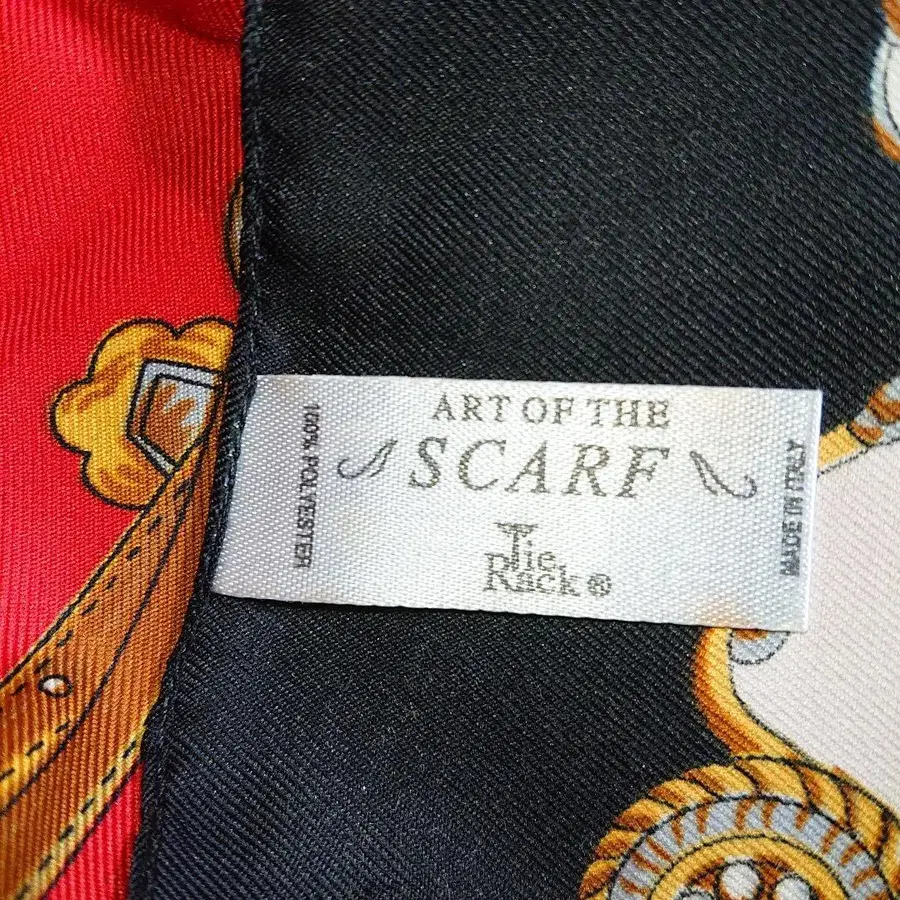 100% POLYESTER
ART OF THE
SCARF
Tie
Rack®
MADE IN ITALY